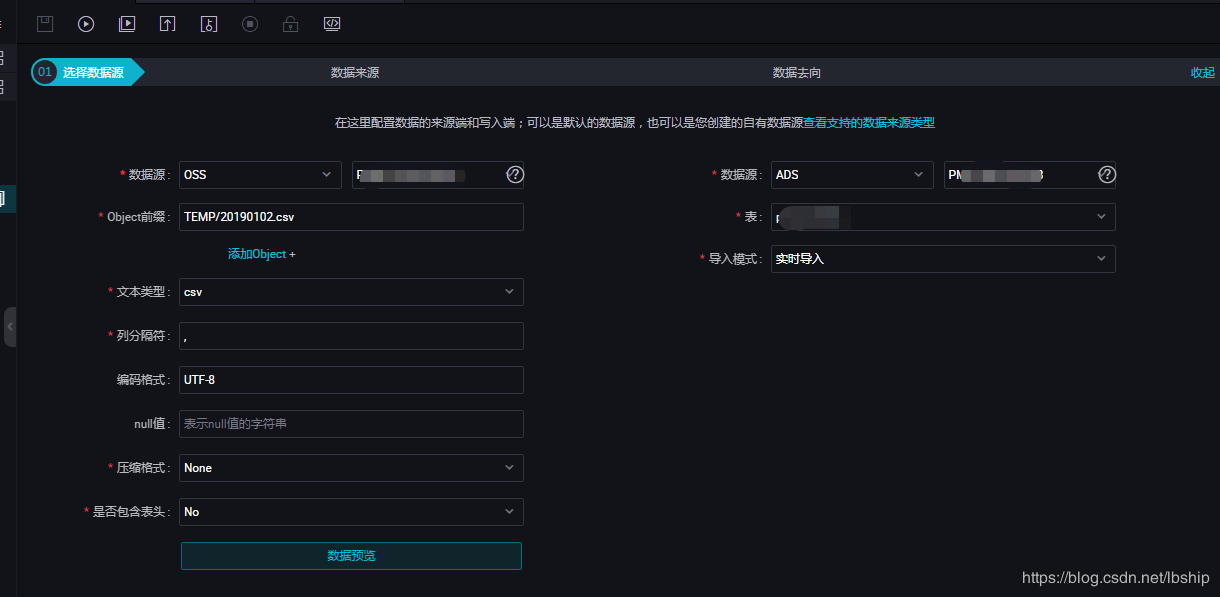 01 选择数据源 数据来源 数据去向 收起
在这里配置数据的来源端和写入端；可以是默认的数据源，也可以是您创建的自有数据源查看支持的数据来源类型
* 数据源： OSS ? * 数据源： ADS PM ?
* Object前缀： TEMP/20190102.csv * 表：
添加Object + * 导入模式： 实时导入
* 文本类型： csv
* 列分隔符： ,
编码格式： UTF-8
null值： 表示null值的字符串
* 压缩格式： None
* 是否包含表头： No
数据预览
https://blog.csdn.net/lbship